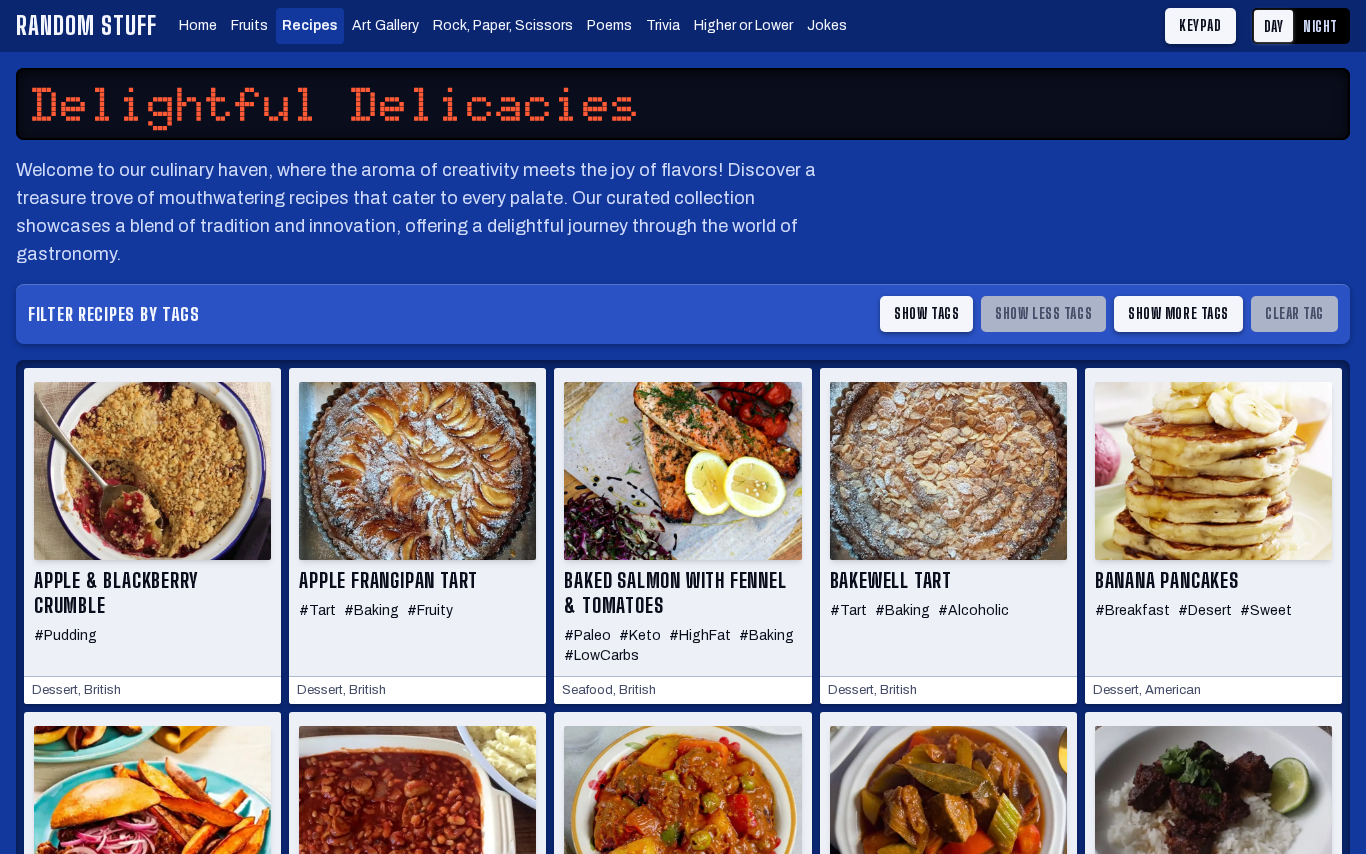 RANDOM STUFF Home Fruits Recipes Art Gallery Rock, Paper, Scissors Poems Trivia Higher or Lower Jokes KEYPAD DAY NIGHT
Delightful Delicacies
Welcome to our culinary haven, where the aroma of creativity meets the joy of flavors! Discover a
treasure trove of mouthwatering recipes that cater to every palate. Our curated collection
showcases a blend of tradition and innovation, offering a delightful journey through the world of
gastronomy.
FILTER RECIPES BY TAGS SHOW TAGS SHOW LESS TAGS SHOW MORE TAGS CLEAR TAG
APPLE & BLACKBERRY
CRUMBLE
#Pudding
Dessert, British
APPLE FRANGIPAN TART
#Tart #Baking #Fruity
Dessert, British
BAKED SALMON WITH FENNEL
& TOMATOES
#Paleo #Keto #HighFat #Baking
#LowCarbs
Seafood, British
BAKEWELL TART
#Tart #Baking #Alcoholic
Dessert, British
BANANA PANCAKES
#Breakfast #Desert #Sweet
Dessert, American